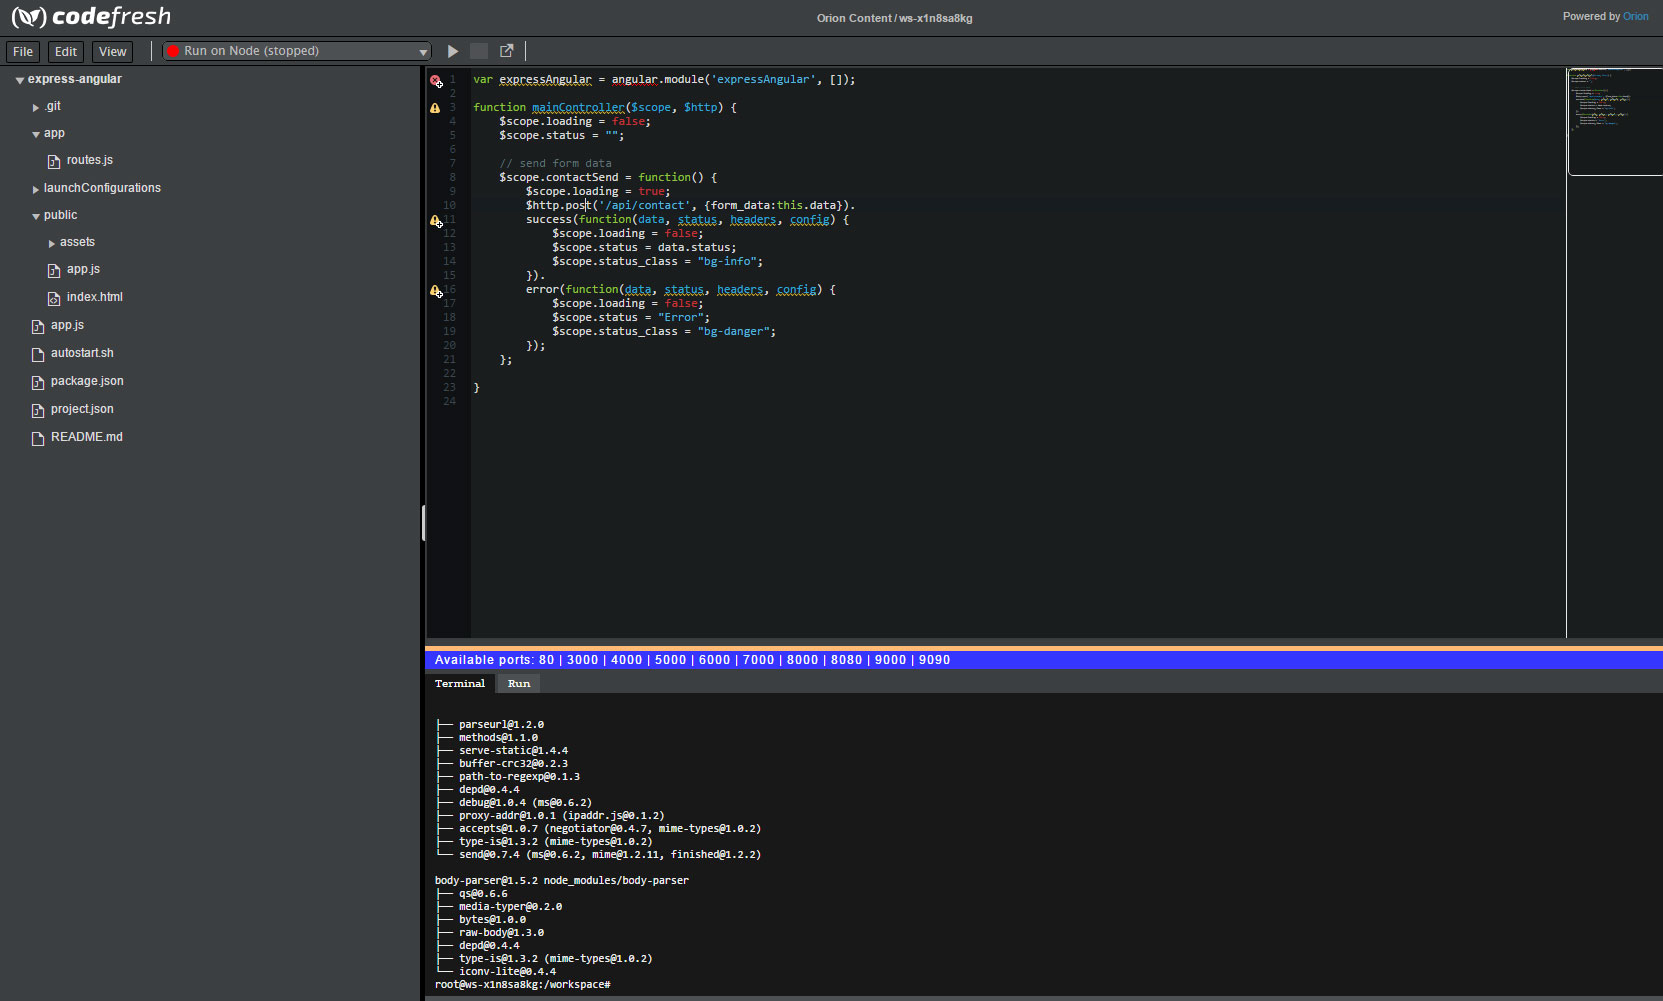 codefresh
Orion Content / ws-x1n8sa8kg
Powered by Orion
File Edit View Run on Node (stopped)
express-angular
.git
app
routes.js
launchConfigurations
public
assets
app.js
index.html
app.js
autostart.sh
package.json
project.json
README.md
1 var expressAngular = angular.module('expressAngular', []);
2
3 function mainController($scope, $http) {
4     $scope.loading = false;
5     $scope.status = "";
6
7     // send form data
8     $scope.contactSend = function() {
9         $scope.loading = true;
10         $http.post('/api/contact', {form_data:this.data}).
11         success(function(data, status, headers, config) {
12             $scope.loading = false;
13             $scope.status = data.status;
14             $scope.status_class = "bg-info";
15         }).
16         error(function(data, status, headers, config) {
17             $scope.loading = false;
18             $scope.status = "Error";
19             $scope.status_class = "bg-danger";
20         });
21     };
22
23 }
24
Available ports: 80 | 3000 | 4000 | 5000 | 6000 | 7000 | 8000 | 8080 | 9000 | 9090
Terminal Run
├── parseurl@1.2.0
├── methods@1.1.0
├── serve-static@1.4.4
├── buffer-crc32@0.2.3
├── path-to-regexp@0.1.3
├── depd@0.4.4
├── debug@1.0.4 (ms@0.6.2)
├── proxy-addr@1.0.1 (ipaddr.js@0.1.2)
├── accepts@1.0.7 (negotiator@0.4.7, mime-types@1.0.2)
├── type-is@1.3.2 (mime-types@1.0.2)
└── send@0.7.4 (ms@0.6.2, mime@1.2.11, finished@1.2.2)
body-parser@1.5.2 node_modules/body-parser
├── qs@0.6.6
├── media-typer@0.2.0
├── bytes@1.0.0
├── raw-body@1.3.0
├── depd@0.4.4
├── type-is@1.3.2 (mime-types@1.0.2)
└── iconv-lite@0.4.4
root@ws-x1n8sa8kg:/workspace#